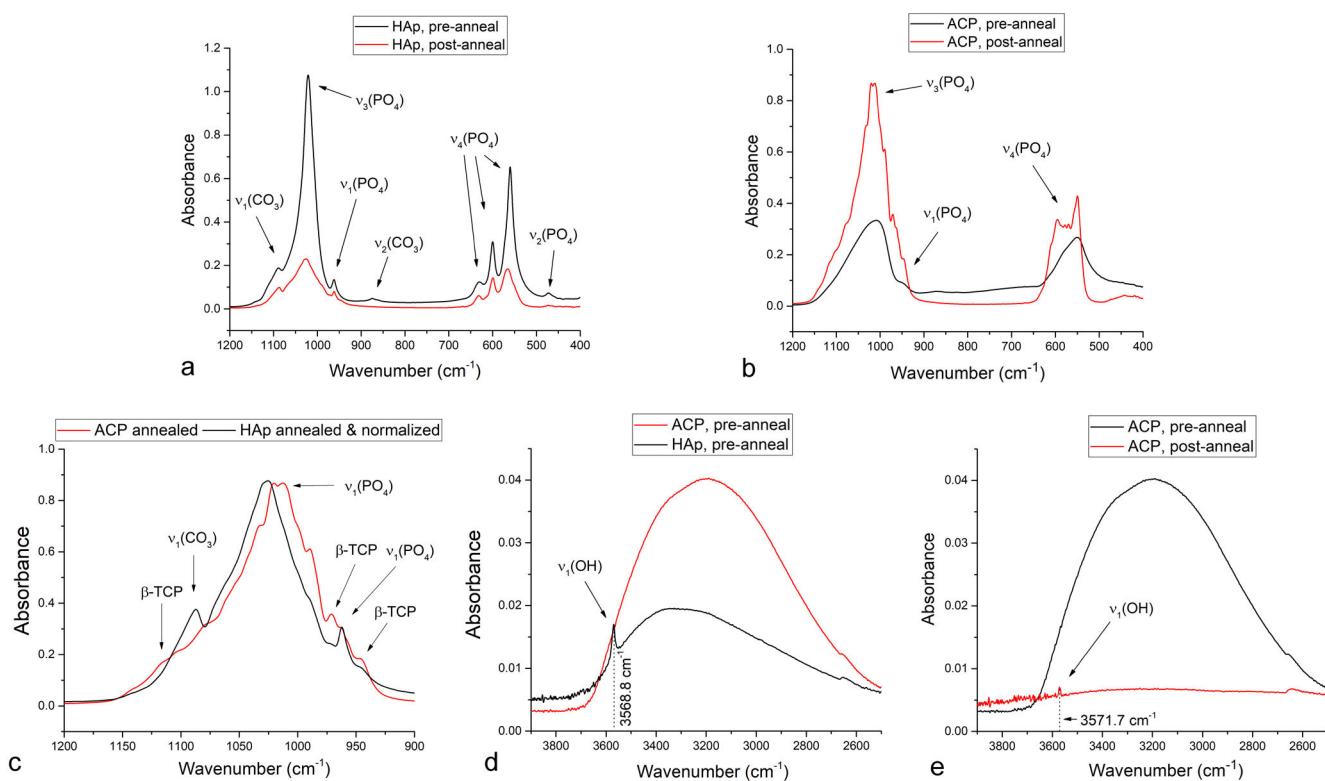 HAp, pre-anneal
HAp, post-anneal
1.2
1.0
0.8
0.6
0.4
0.2
0.0
Absorbance
ν3(PO4)
ν4(PO4)
ν1(CO3)
ν1(PO4)
ν2(CO3)
ν2(PO4)
1200 1100 1000 900 800 700 600 500 400
Wavenumber (cm-1)
a
ACP, pre-anneal
ACP, post-anneal
1.0
0.8
0.6
0.4
0.2
0.0
Absorbance
ν3(PO4)
ν4(PO4)
ν1(PO4)
1200 1100 1000 900 800 700 600 500 400
Wavenumber (cm-1)
b
ACP annealed HAp annealed & normalized
1.0
0.8
0.6
0.4
0.2
0.0
Absorbance
ν1(PO4)
ν1(CO3)
β-TCP
β-TCP
ν1(PO4)
β-TCP
1200 1150 1100 1050 1000 950 900
Wavenumber (cm-1)
c
ACP, pre-anneal
HAp, pre-anneal
0.04
0.03
0.02
0.01
0.00
Absorbance
ν1(OH)
3568.8 cm-1
3900 3600 3200 2800 2600
Wavenumber (cm-1)
d
ACP, pre-anneal
ACP, post-anneal
0.04
0.03
0.02
0.01
0.00
Absorbance
ν1(OH)
3571.7 cm-1
3900 3600 3200 2800 2600
Wavenumber (cm-1)
e